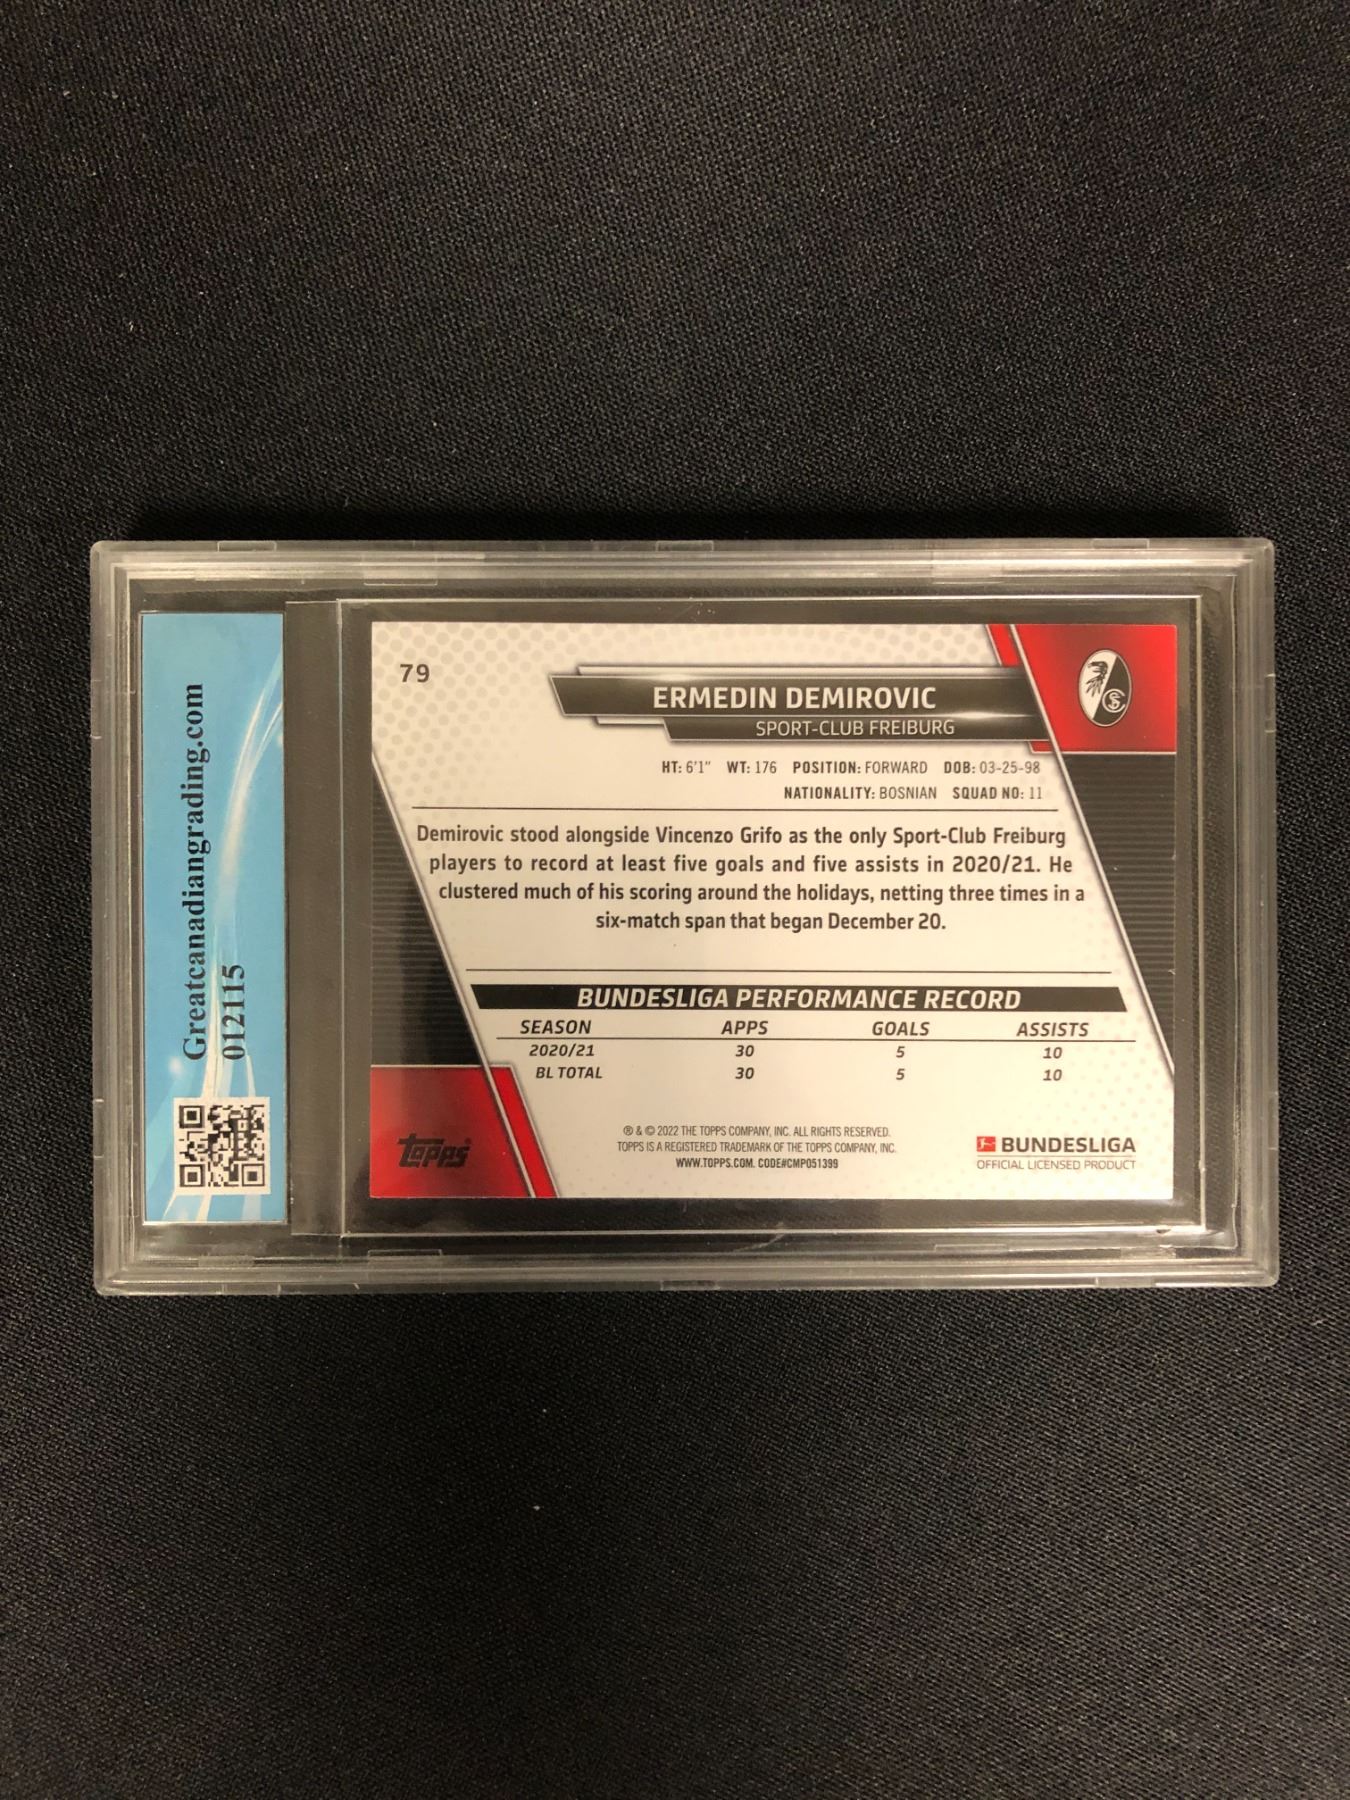 Greatcanadiangrading.com
012115
79
ERMEDIN DEMIROVIC
SPORT-CLUB FREIBURG
HT: 6'1" WT: 176 POSITION: FORWARD DOB: 03-25-98
NATIONALITY: BOSNIAN SQUAD NO: 11
Demirovic stood alongside Vincenzo Grifo as the only Sport-Club Freiburg
players to record at least five goals and five assists in 2020/21. He
clustered much of his scoring around the holidays, netting three times in a
six-match span that began December 20.
BUNDESLIGA PERFORMANCE RECORD
SEASON APPS GOALS ASSISTS
2020/21 30 5 10
BL TOTAL 30 5 10
® & © 2022 THE TOPPS COMPANY, INC. ALL RIGHTS RESERVED.
TOPPS IS A REGISTERED TRADEMARK OF THE TOPPS COMPANY, INC.
WWW.TOPPS.COM. CODE#CMP051399
topps
BUNDESLIGA
OFFICIAL LICENSED PRODUCT